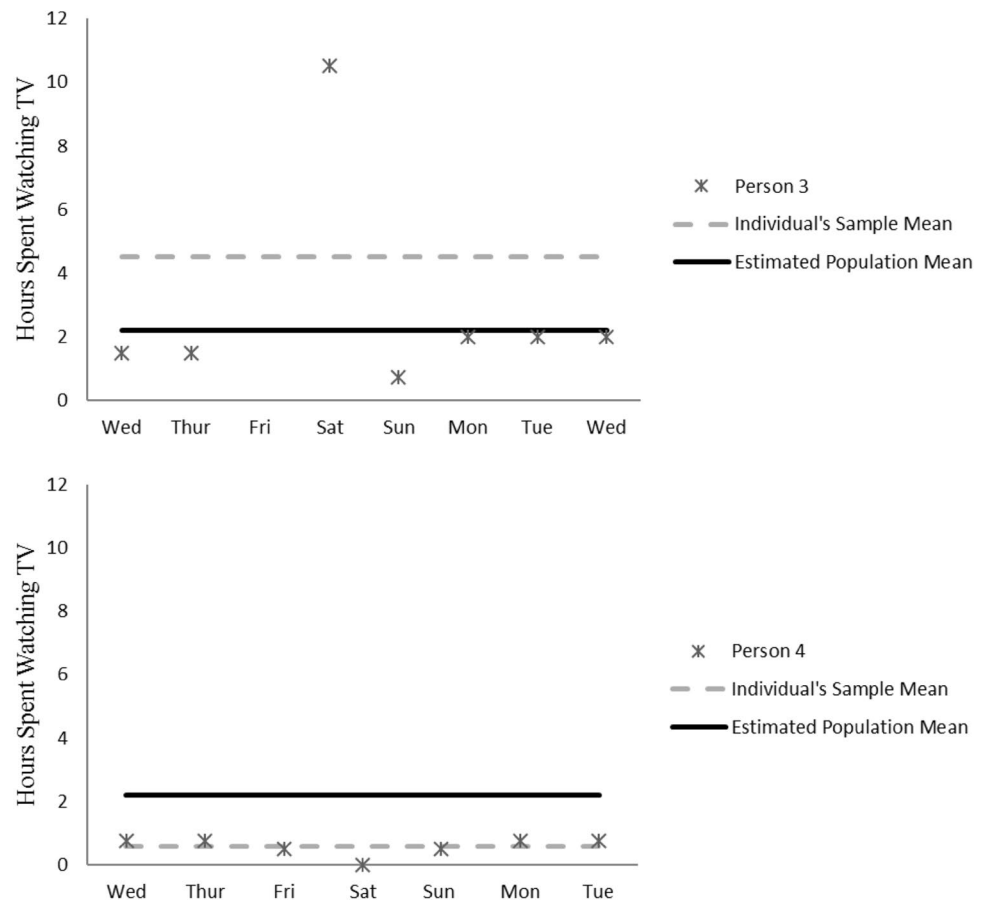 12
10
8
6
4
2
0
Hours Spent Watching TV
Wed Thur Fri Sat Sun Mon Tue Wed
Person 3
Individual's Sample Mean
Estimated Population Mean
12
10
8
6
4
2
0
Hours Spent Watching TV
Wed Thur Fri Sat Sun Mon Tue
Person 4
Individual's Sample Mean
Estimated Population Mean